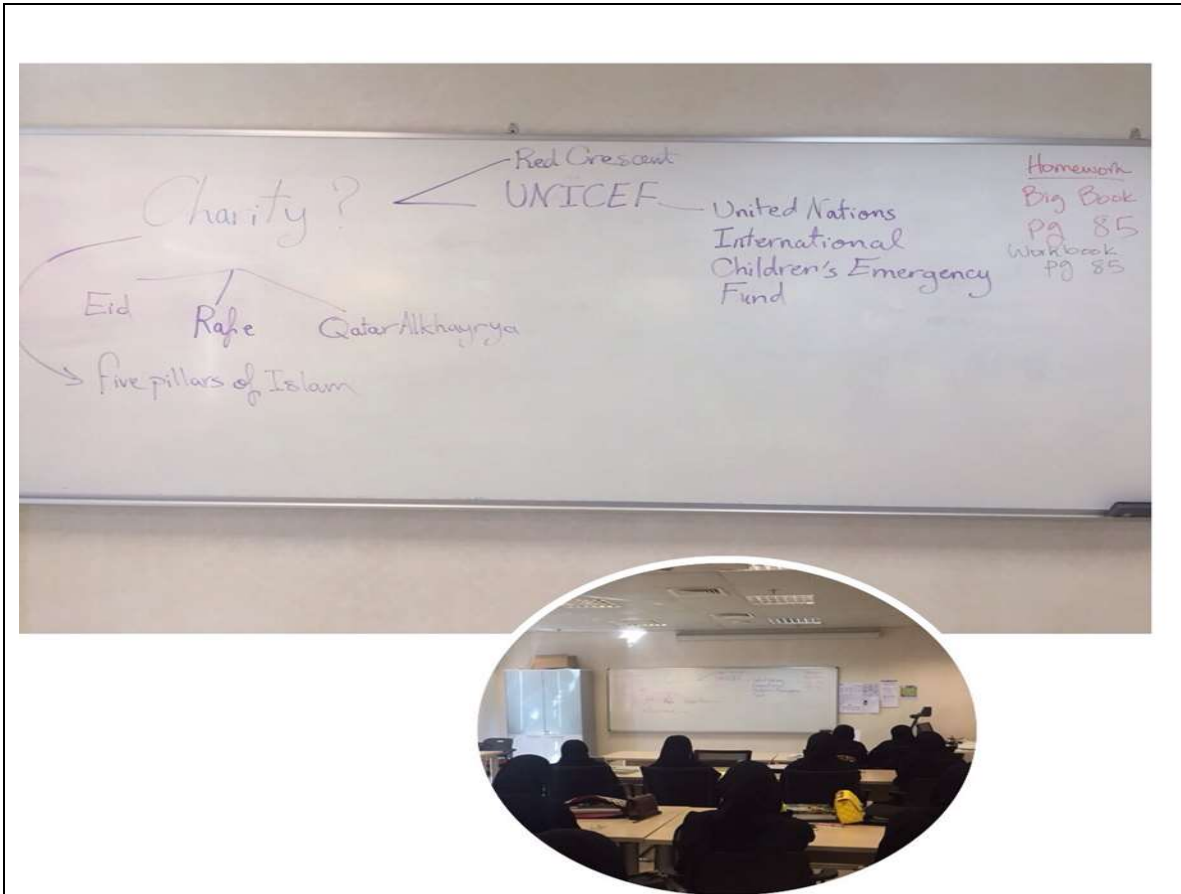 Charity?
Red Crescent
UNICEF
United Nations
International
Children's Emergency
Fund
Eid
Rafe
Qatar Alkhayrya
five pillars of Islam
Homework
Big Book
pg 85
Workbook
pg 85